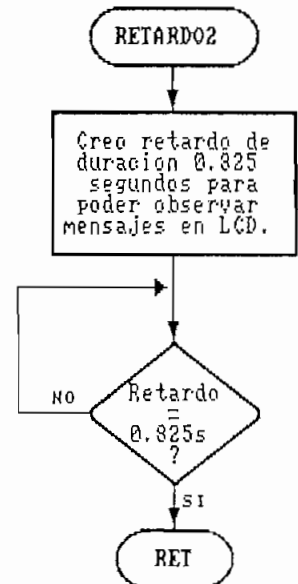 RETARDO2
Creo retardo de
duracion 0.825
segundos para
poder observar
mensajes en LCD.
NO
Retardo
=
0.825s
?
SI
RET